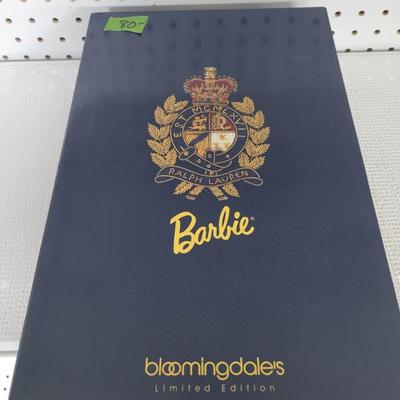 80-
EST MCMLXVII
RALPH LAUREN
Barbie®
bloomingdale's
Limited Edition